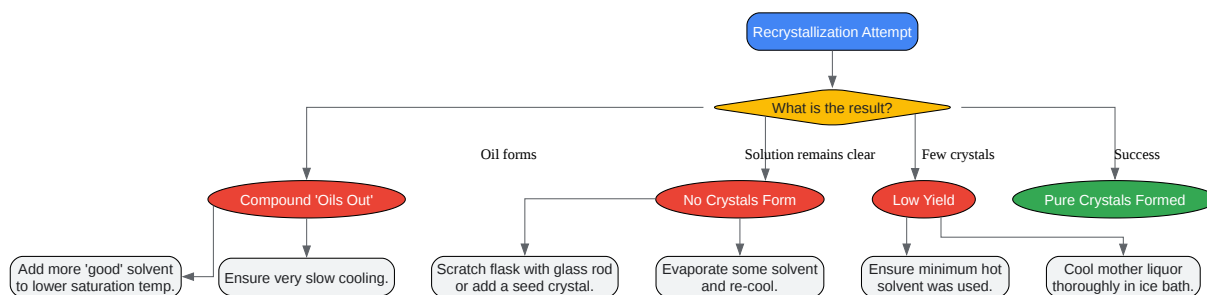 Recrystallization Attempt
What is the result?
Oil forms
Solution remains clear
Few crystals
Success
Compound 'Oils Out'
No Crystals Form
Low Yield
Pure Crystals Formed
Add more 'good' solvent
to lower saturation temp.
Ensure very slow cooling.
Scratch flask with glass rod
or add a seed crystal.
Evaporate some solvent
and re-cool.
Ensure minimum hot
solvent was used.
Cool mother liquor
thoroughly in ice bath.